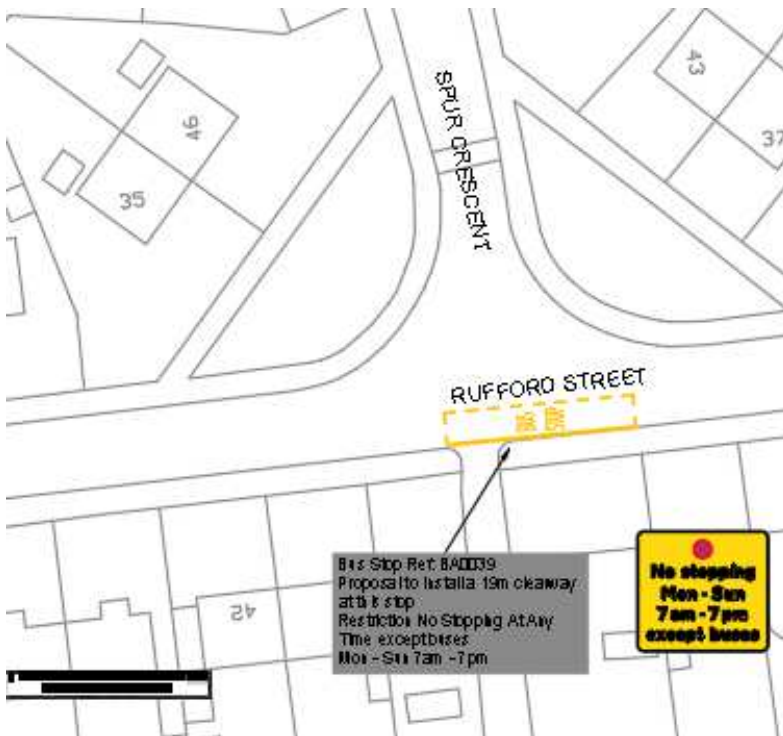 46
35
43
37
SPUR CRESCENT
RUFFORD STREET
BUS
STOP
Bus Stop Ref: BA0039
Proposal to install a 19m clearway
at this stop
Restriction No Stopping At Any
Time except buses
Mon - Sun 7am - 7pm
42
No stopping
Mon - Sun
7am - 7pm
except buses